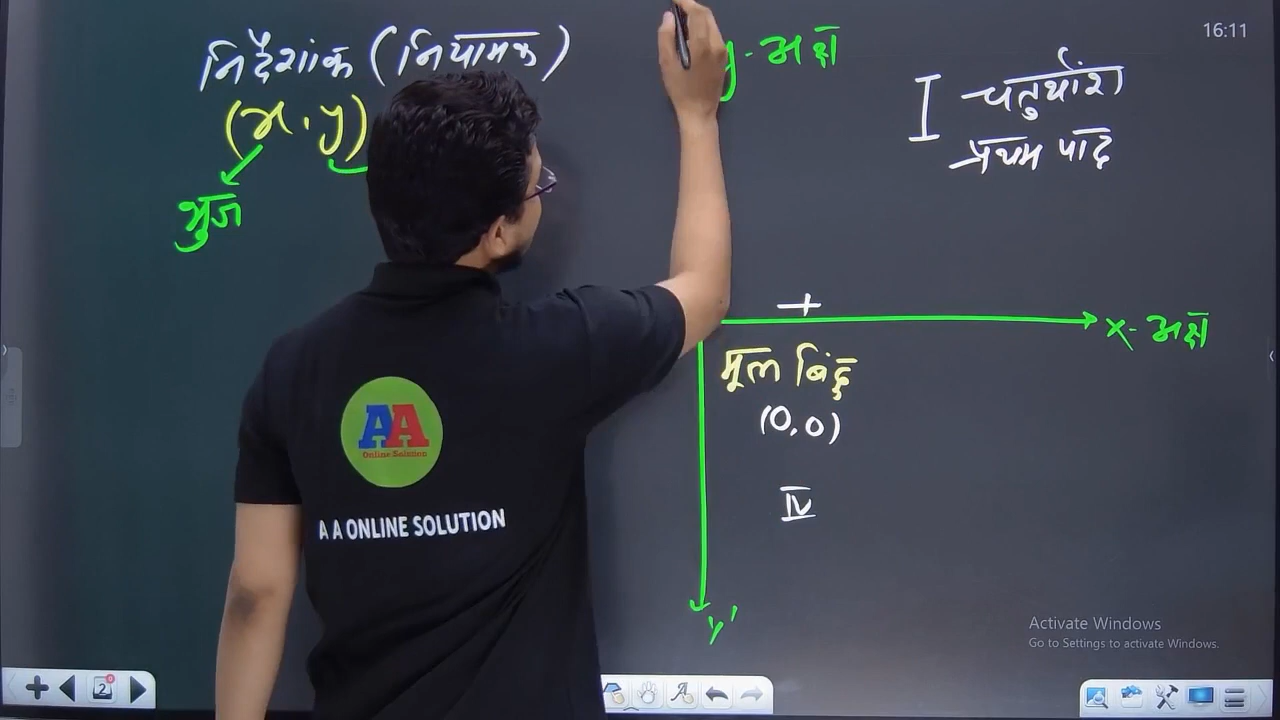 निर्देशांक (नियामक)
(x, y)
भुज
y-अक्ष
I चतुर्थांश
प्रथम पाद
16:11
+
x-अक्ष
मूल बिंदु
(0,0)
IV
y'
AA
Online Solution
A A ONLINE SOLUTION
Activate Windows
Go to Settings to activate Windows.
2